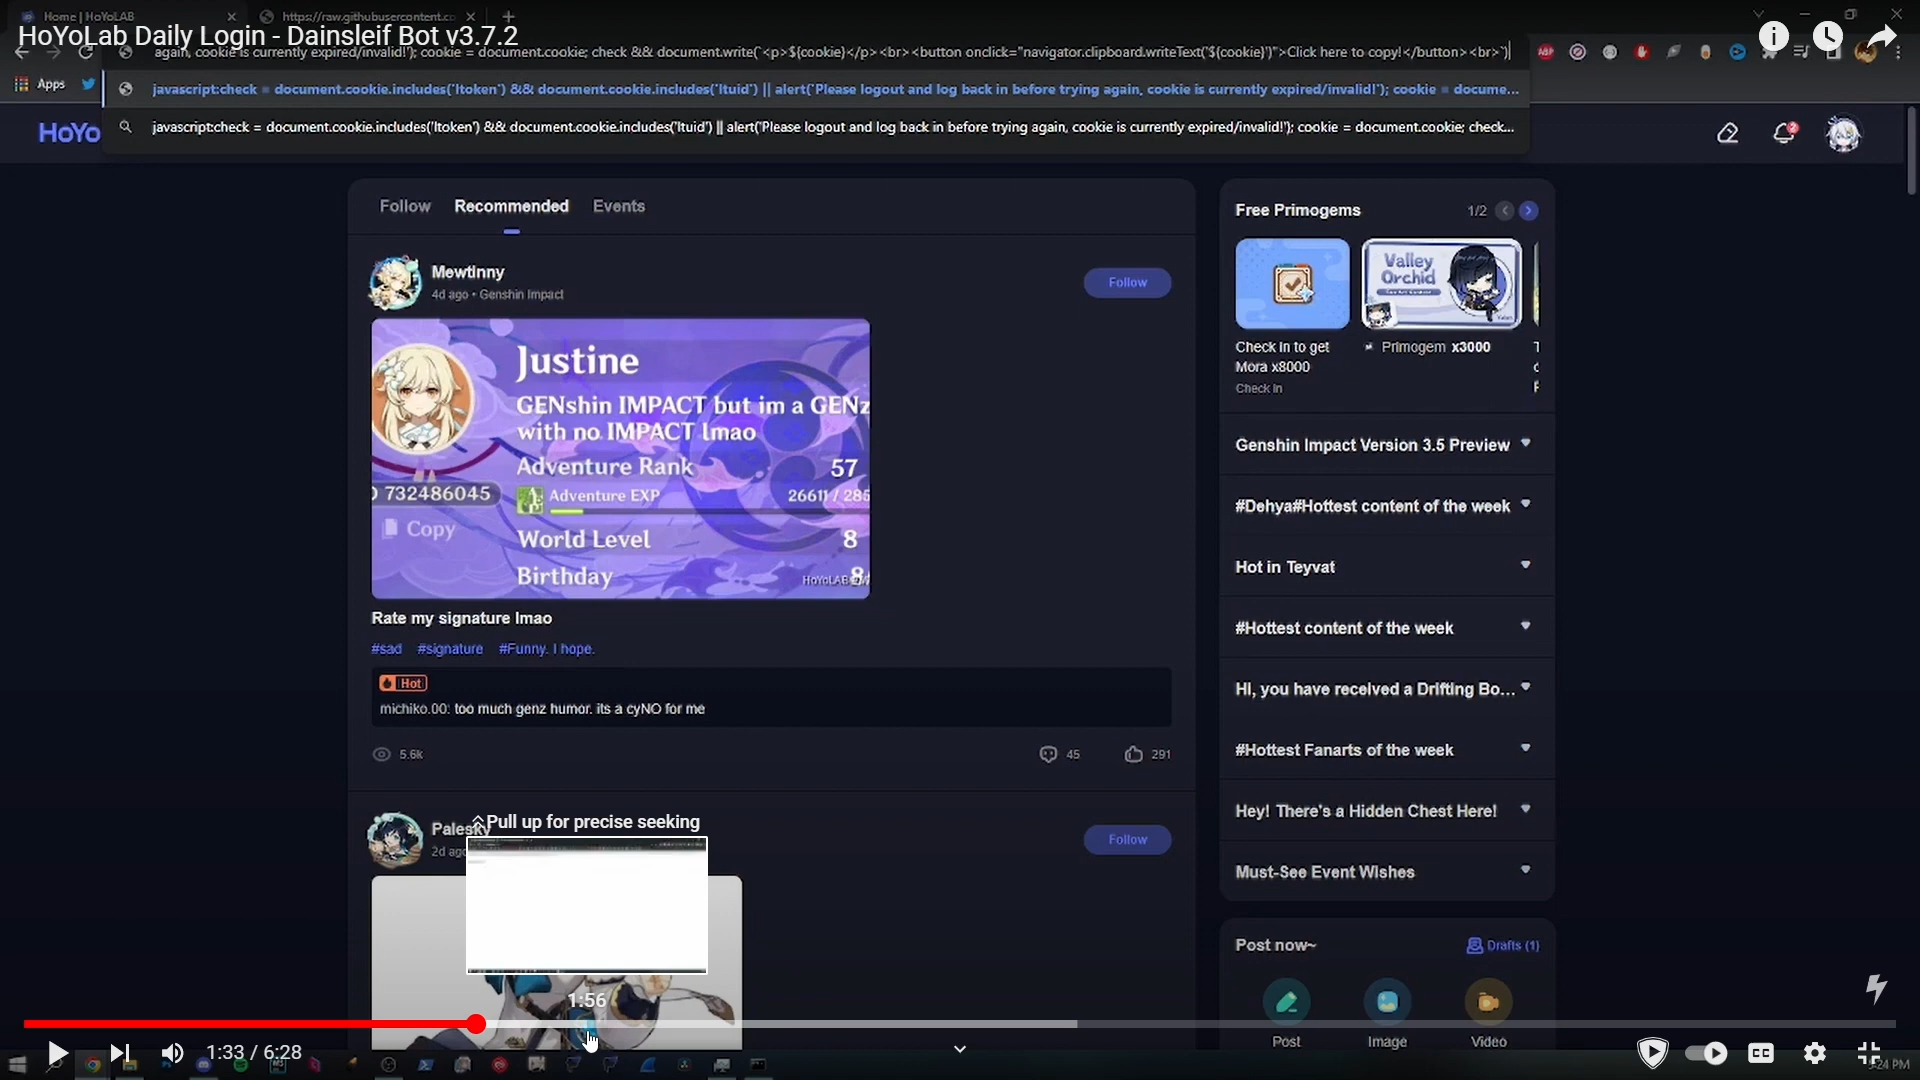 Home | HoYoLAB
https://raw.githubusercontent.co
HoYoLab Daily Login - Dainsleif Bot v3.7.2
again, cookie is currently expired/invalid!'); cookie = document.cookie; check && document.write(`<p>${cookie}</p><br><button onclick="navigator.clipboard.writeText('${cookie}')">Click here to copy!</button><br>`)
Apps
javascript:check = document.cookie.includes('ltoken') && document.cookie.includes('ltuid') || alert('Please logout and log back in before trying again, cookie is currently expired/invalid!'); cookie = docume...
javascript:check = document.cookie.includes('ltoken') && document.cookie.includes('ltuid') || alert('Please logout and log back in before trying again, cookie is currently expired/invalid!'); cookie = document.cookie; check...
HoYo
2
Follow Recommended Events
Mewtinny
4d ago • Genshin Impact
Follow
Justine
GENshin IMPACT but im a GENz
with no IMPACT lmao
Adventure Rank 57
732486045
Adventure EXP 26611 / 285
Copy
World Level 8
Birthday 8
Rate my signature lmao
#sad #signature #Funny. I hope.
Hot
michiko.00: too much genz humor. its a cyNO for me
5.6k
45
291
Palesky
2d ago
Follow
Pull up for precise seeking
1:56
Free Primogems
1/2
Valley
Orchid
Check in to get
Mora x8000
Check In
Primogem x3000
Genshin Impact Version 3.5 Preview
#Dehya#Hottest content of the week
Hot in Teyvat
#Hottest content of the week
Hi, you have received a Drifting Bo...
#Hottest Fanarts of the week
Hey! There's a Hidden Chest Here!
Must-See Event Wishes
Post now~
Drafts (1)
Post
Image
Video
1:33 / 6:28
CC
24 PM